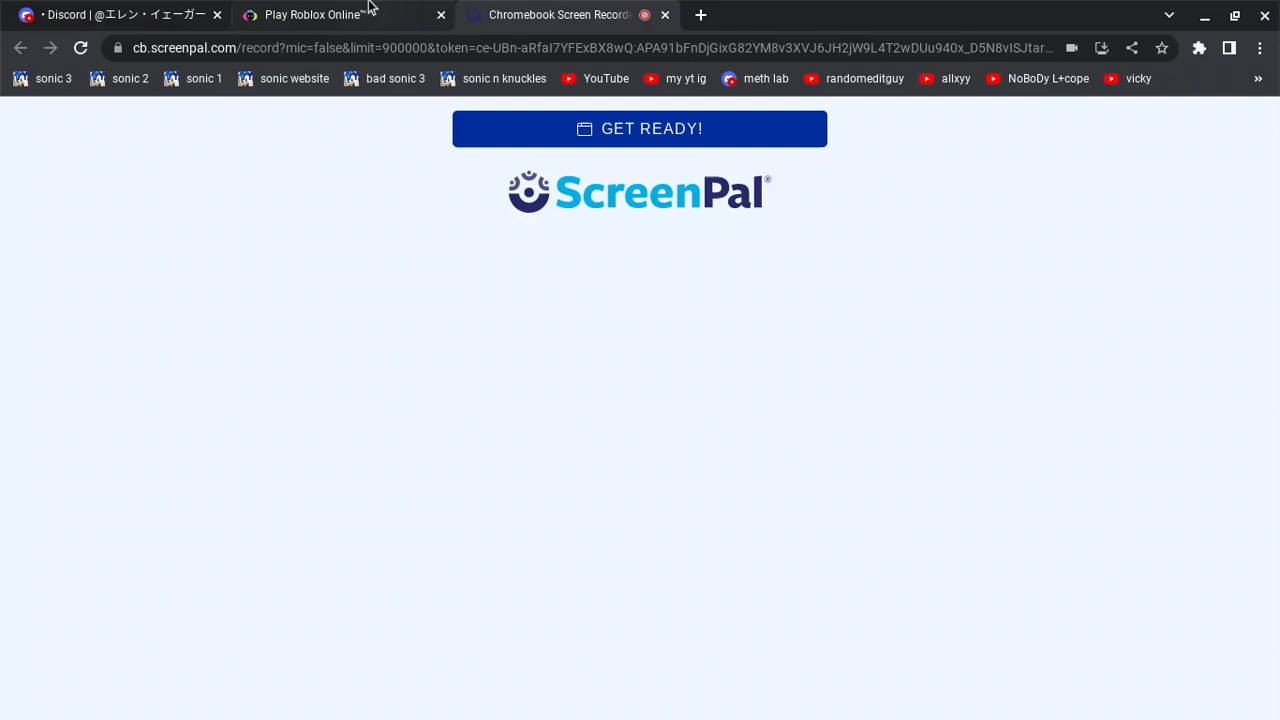 • Discord | @エレン・イェーガー
Play Roblox Online™
Chromebook Screen Record
cb.screenpal.com/record?mic=false&limit=900000&token=ce-UBn-aRfaI7YFExBX8wQ:APA91bFnDjGixG82YM8v3XVJ6JH2jW9L4T2wDUu940x_D5N8vISJtar...
sonic 3
sonic 2
sonic 1
sonic website
bad sonic 3
sonic n knuckles
YouTube
my yt ig
meth lab
randomeditguy
allxyy
NoBoDy L+cope
vicky
»
GET READY!
ScreenPal®